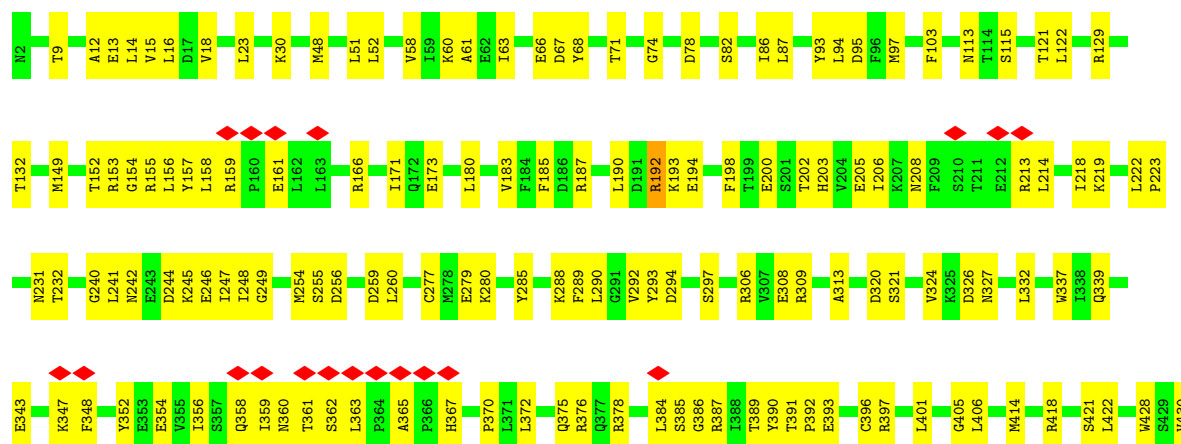 N2 T9 A12 E13 L14 V15 L16 D17 V18 L23 K30 M48 L51 L52 V58 I59 K60 A61 E62 I63 E66 D67 Y68 T71 G74 D78 S82 I86 L87 Y93 L94 D95 F96 M97 F103 N113 T114 S115 T121 L122 R129
T132 M149 T152 R153 G154 R155 L156 Y157 L158 R159 P160 E161 L162 L163 R166 I171 Q172 E173 L180 V183 F184 F185 D186 R187 L190 D191 R192 K193 E194 F198 T199 E200 S201 T202 H203 V204 E205 I206 K207 N208 F209 S210 T211 E212 R213 L214 I218 K219 L222 P223
N231 T232 G240 L241 N242 E243 D244 K245 E246 I247 I248 G249 M254 S255 D256 D259 L260 C277 M278 E279 K280 Y285 K288 F289 L290 G291 V292 Y293 D294 S297 R306 V307 E308 R309 A313 D320 S321 V324 K325 D326 N327 L332 W337 I338 Q339
E343 K347 F348 Y352 E353 E354 V355 I356 S357 Q358 I359 N360 T361 S362 L363 P364 A365 P366 H367 P370 L371 L372 Q375 R376 Q377 R378 L384 S385 G386 R387 I388 T389 Y390 T391 P392 E393 C396 R397 L401 G405 L406 M414 R418 S421 L422 W428 S429